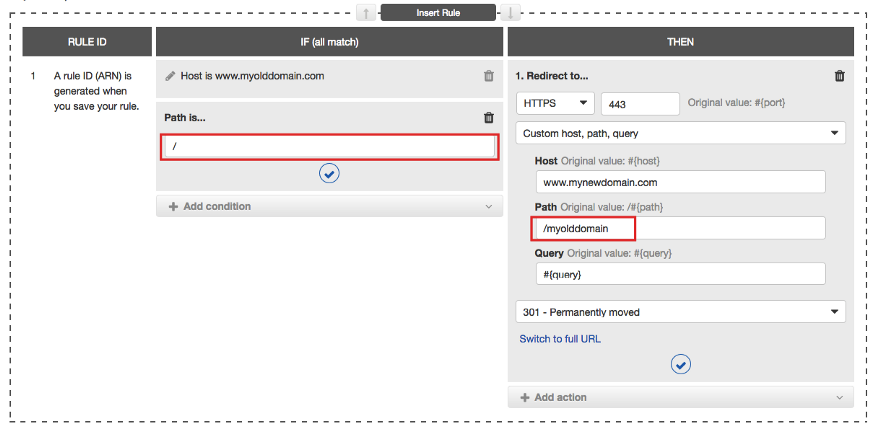 Insert Rule
RULE ID
IF (all match)
THEN
1
A rule ID (ARN) is
generated when
you save your rule.
Host is www.myolddomain.com
Path is...
/
Add condition
1. Redirect to...
HTTPS
443
Original value: #{port}
Custom host, path, query
Host Original value: #{host}
www.mynewdomain.com
Path Original value: /#{path}
/myolddomain
Query Original value: #{query}
#{query}
301 - Permanently moved
Switch to full URL
Add action